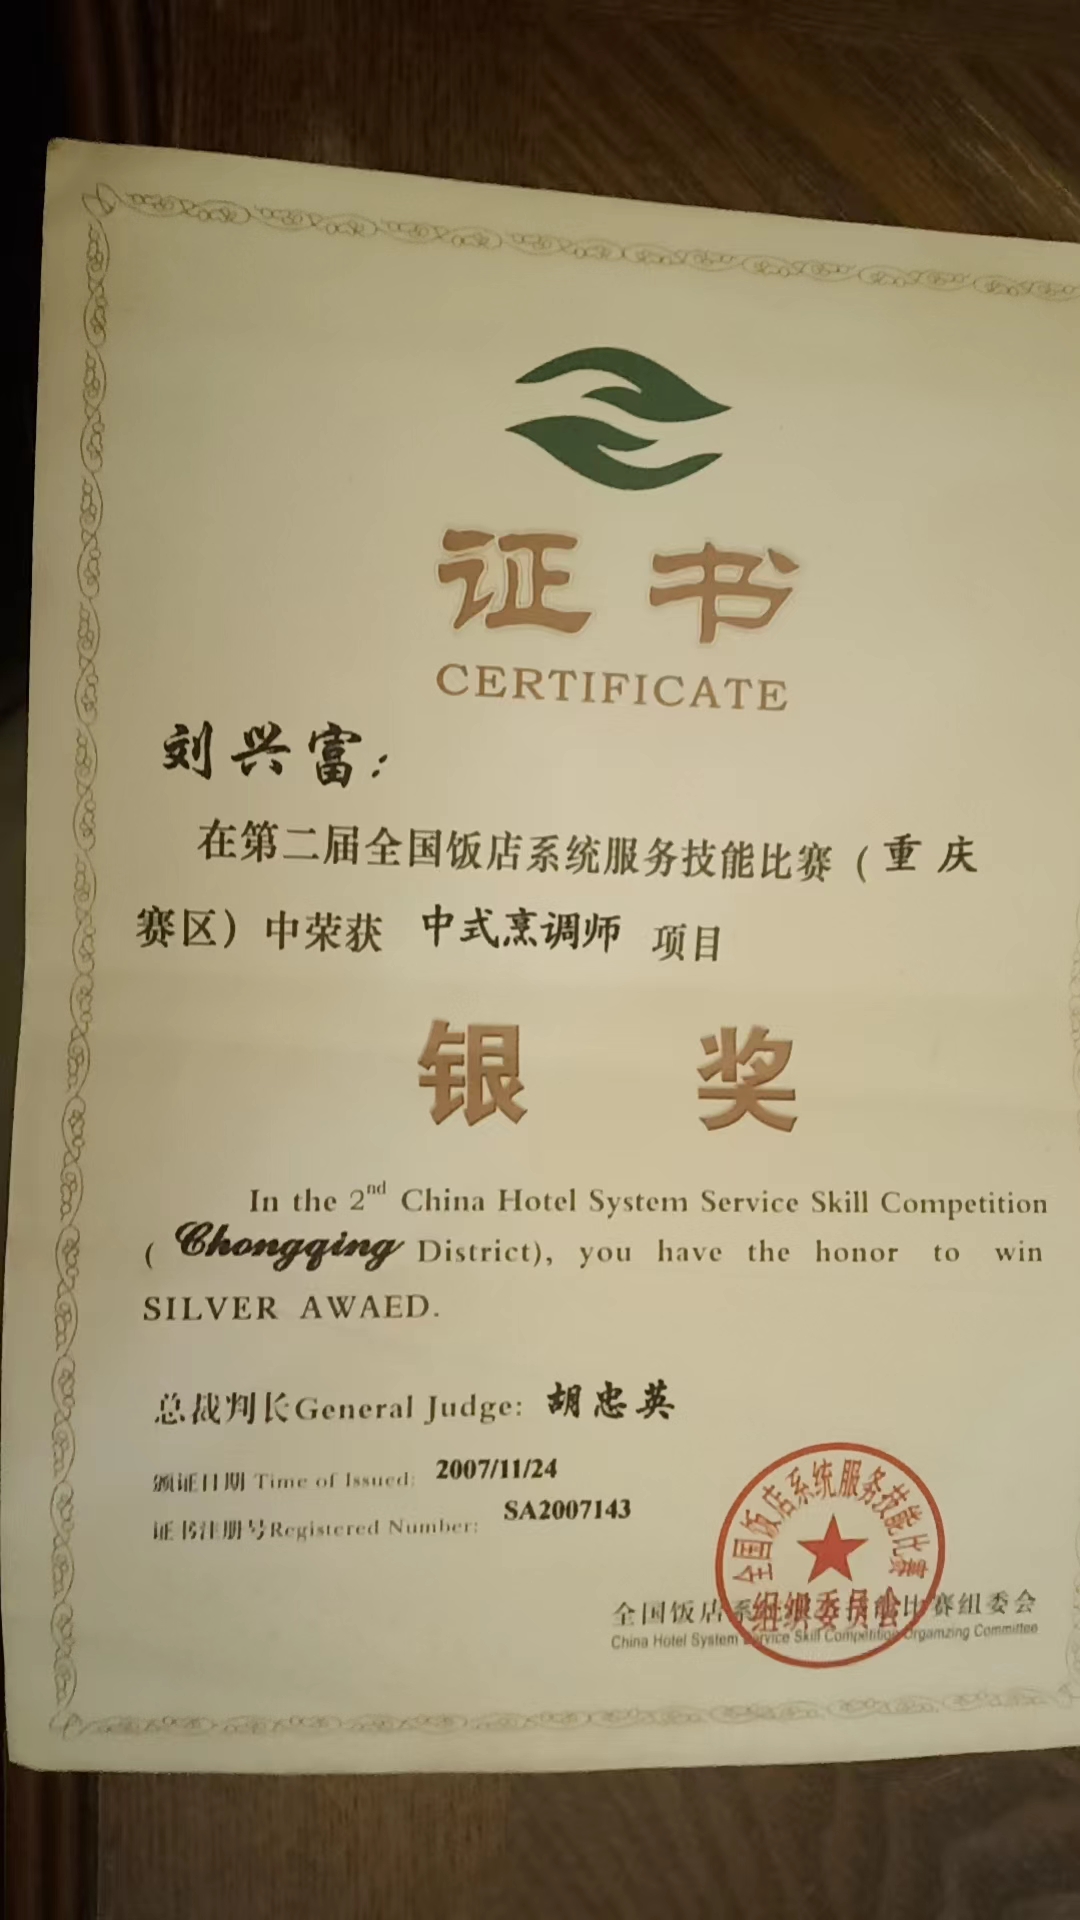 证书
CERTIFICATE
刘兴富:
在第二届全国饭店系统服务技能比赛(重庆
赛区)中荣获 中式烹调师 项目
银 奖
In the 2nd China Hotel System Service Skill Competition
( Chongqing District), you have the honor to win
SILVER AWAED.
总裁判长General Judge: 胡忠英
颁证日期 Time of Issued: 2007/11/24
证书注册号Registered Number: SA2007143
全国饭店系统服务技能比赛组委会
China Hotel System Service Skill Competition Orgamzing Committee
全国饭店系统服务技能比赛
组织委员会